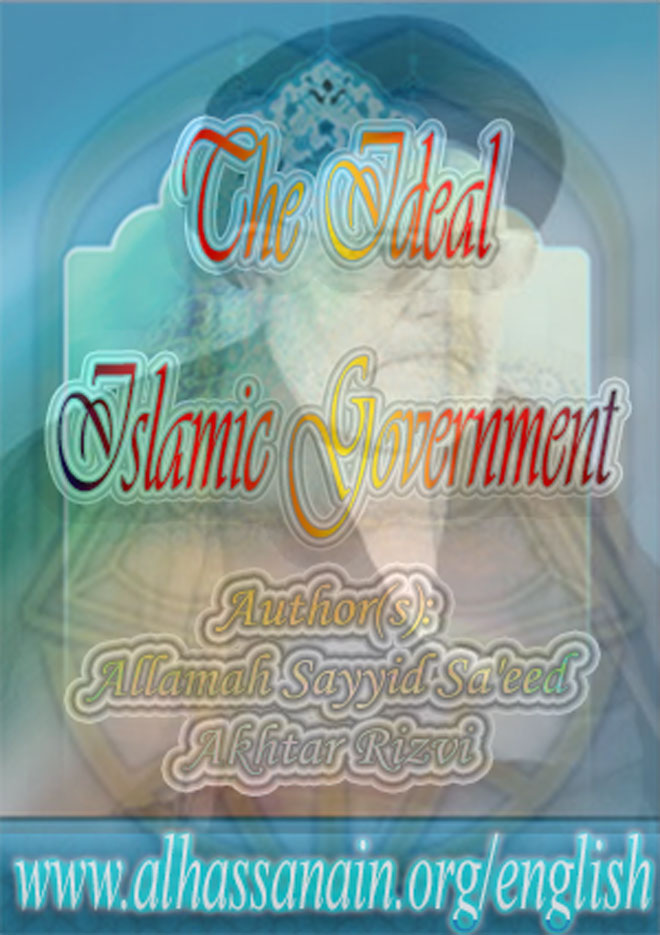 The Ideal
Islamic Government
Author(s):
Allamah Sayyid Sa'eed
Akhtar Rizvi
www.alhassanain.org/english